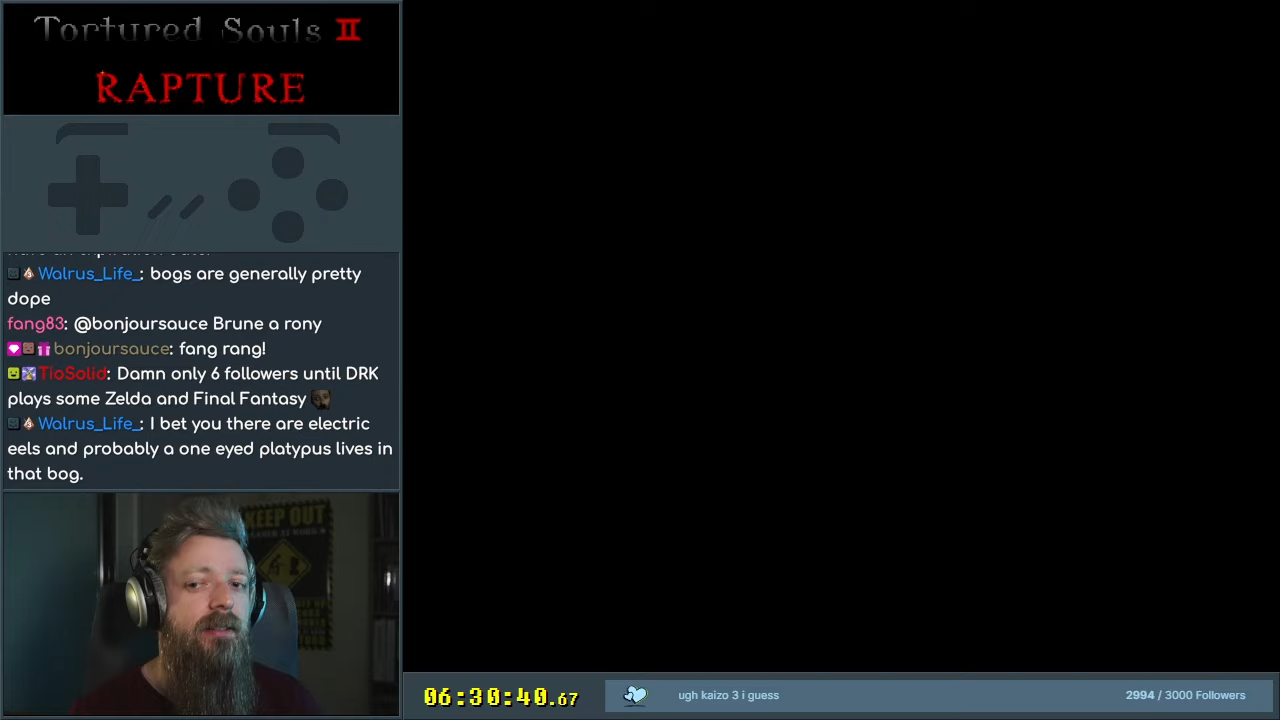 Tortured Souls II
RAPTURE
Walrus_Life_: bogs are generally pretty
dope
fang83: @bonjoursauce Brune a rony
bonjoursauce: fang rang!
TioSolid: Damn only 6 followers until DRK
plays some Zelda and Final Fantasy
Walrus_Life_: I bet you there are electric
eels and probably a one eyed platypus lives in
that bog.
KEEP OUT
06:30:40.67
ugh kaizo 3 i guess
2994 / 3000 Followers